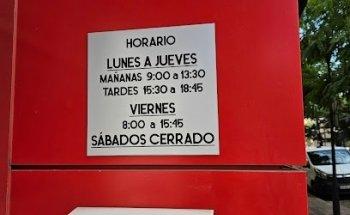 HORARIO
LUNES A JUEVES
MAÑANAS 9:00 a 13:30
TARDES 15:30 a 18:45
VIERNES
8:00 a 15:45
SÁBADOS CERRADO